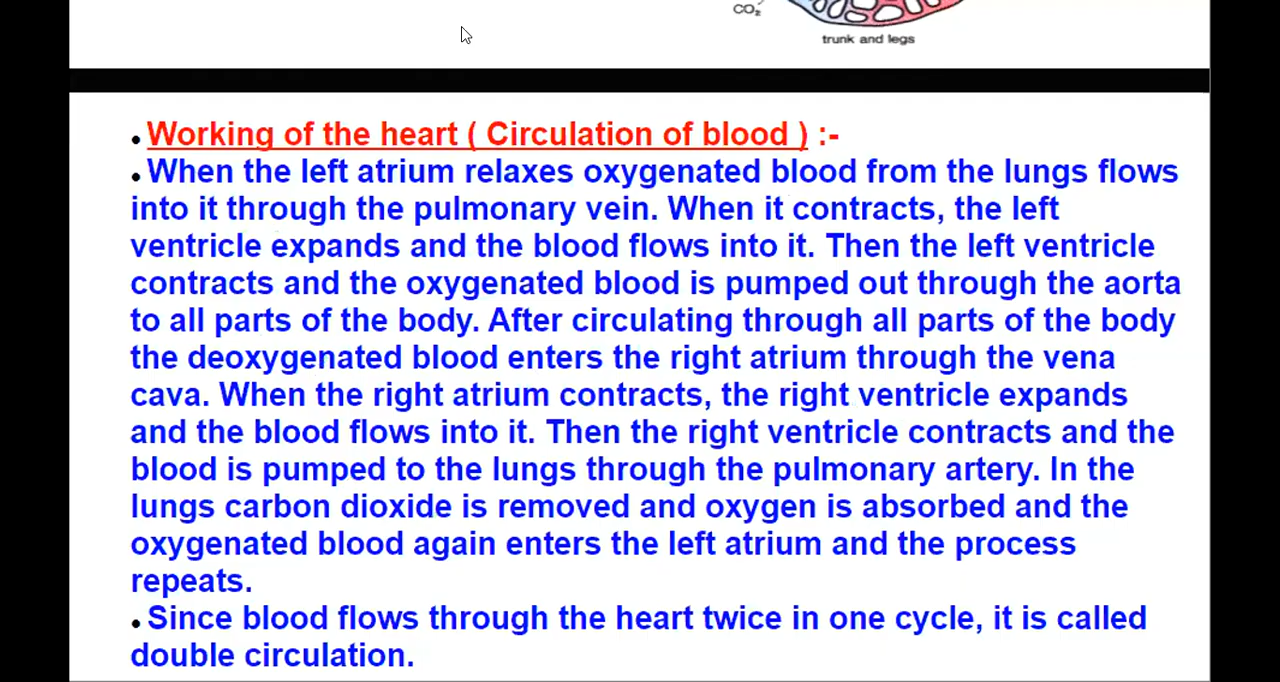 CO₂
trunk and legs
• Working of the heart ( Circulation of blood ) :-
• When the left atrium relaxes oxygenated blood from the lungs flows
into it through the pulmonary vein. When it contracts, the left
ventricle expands and the blood flows into it. Then the left ventricle
contracts and the oxygenated blood is pumped out through the aorta
to all parts of the body. After circulating through all parts of the body
the deoxygenated blood enters the right atrium through the vena
cava. When the right atrium contracts, the right ventricle expands
and the blood flows into it. Then the right ventricle contracts and the
blood is pumped to the lungs through the pulmonary artery. In the
lungs carbon dioxide is removed and oxygen is absorbed and the
oxygenated blood again enters the left atrium and the process
repeats.
• Since blood flows through the heart twice in one cycle, it is called
double circulation.